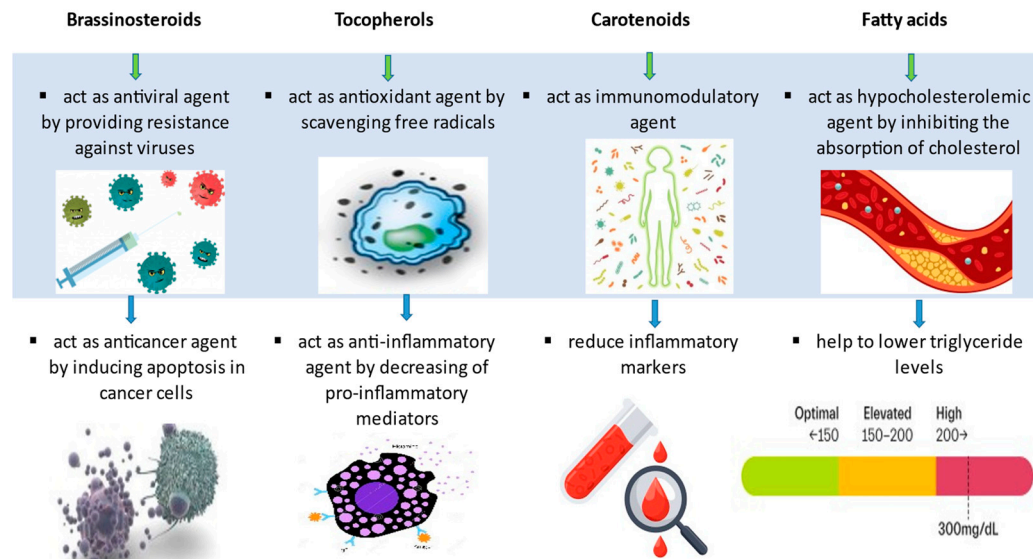 Brassinosteroids
▪ act as antiviral agent
by providing resistance
against viruses
▪ act as anticancer agent
by inducing apoptosis in
cancer cells
Tocopherols
▪ act as antioxidant agent by
scavenging free radicals
▪ act as anti-inflammatory
agent by decreasing of
pro-inflammatory
mediators
Carotenoids
▪ act as immunomodulatory
agent
▪ reduce inflammatory
markers
Fatty acids
▪ act as hypocholesterolemic
agent by inhibiting the
absorption of cholesterol
▪ help to lower triglyceride
levels
Optimal Elevated High
←150 150–200 200→
300mg/dL